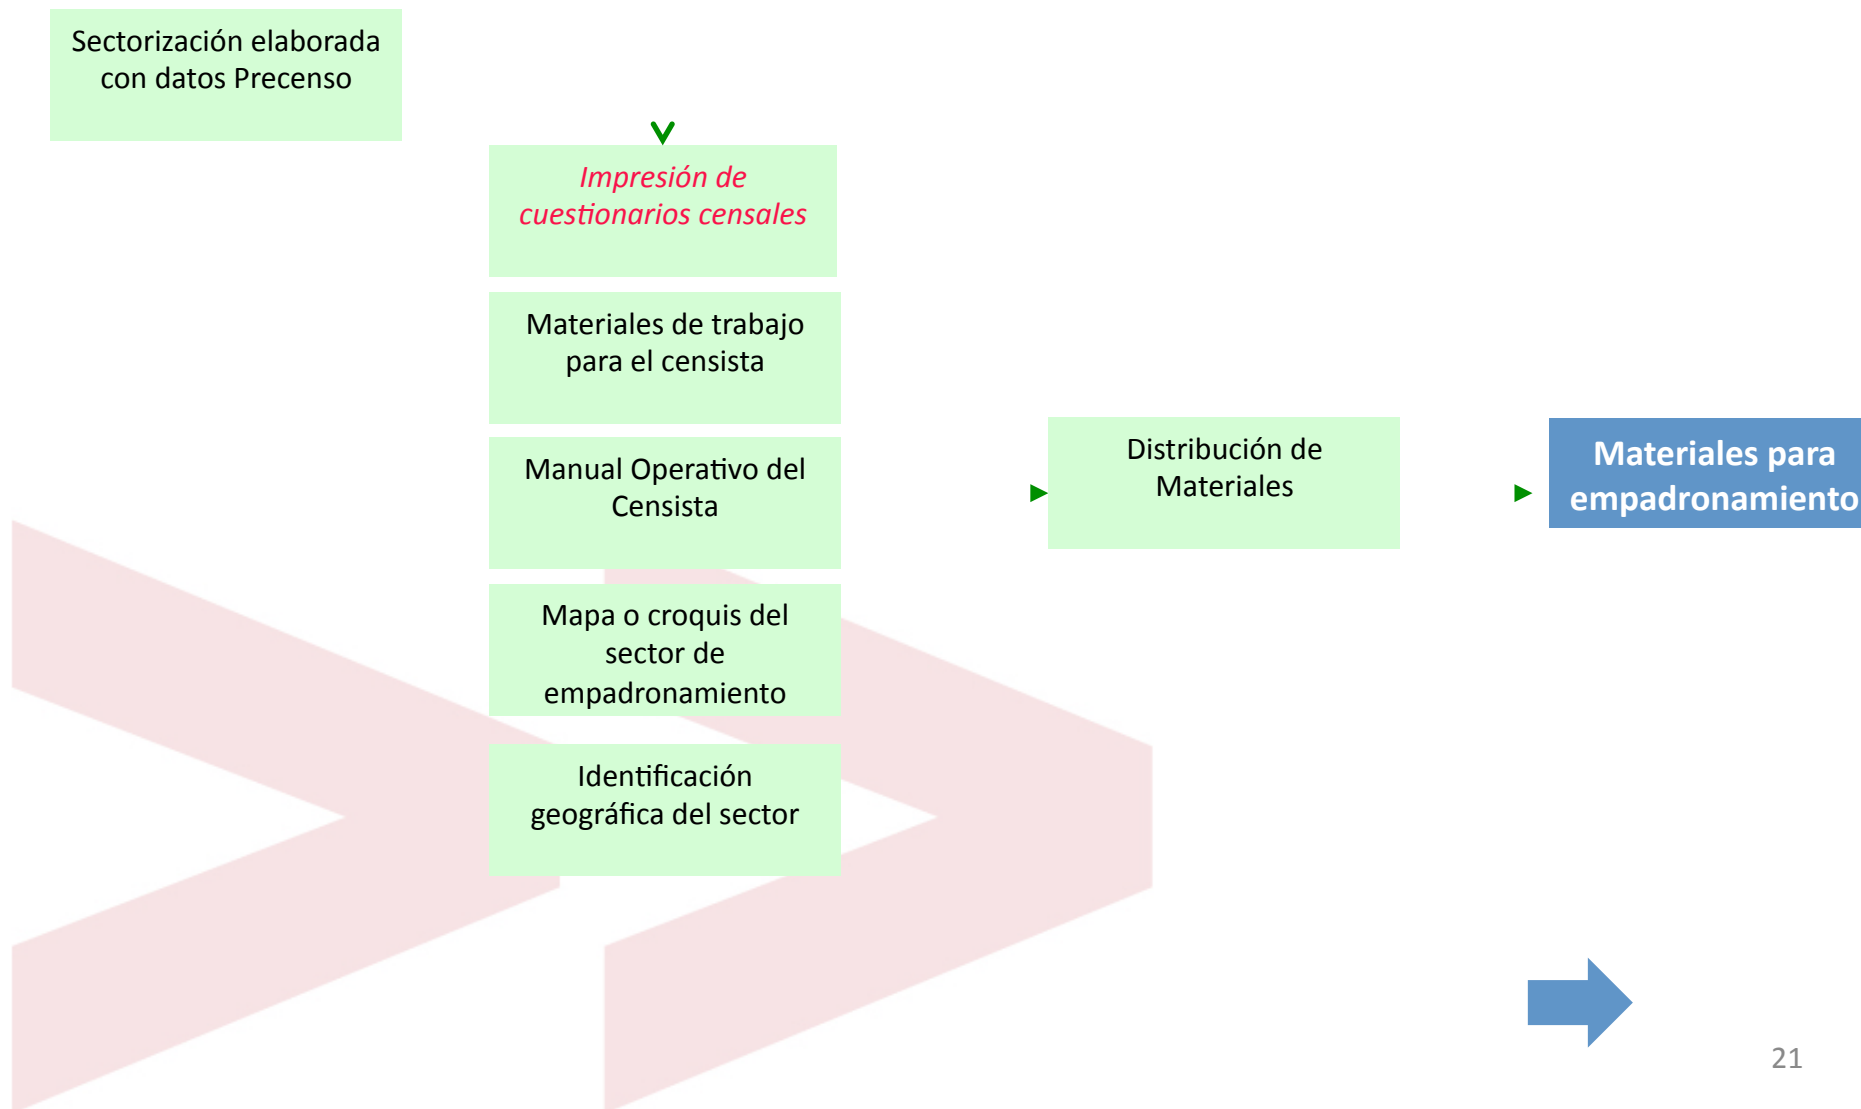 Sectorización elaborada
con datos Precenso
Impresión de
cuestionarios censales
Materiales de trabajo
para el censista
Manual Operativo del
Censista
Mapa o croquis del
sector de
empadronamiento
Identificación
geográfica del sector
Distribución de
Materiales
Materiales para
empadronamiento
21